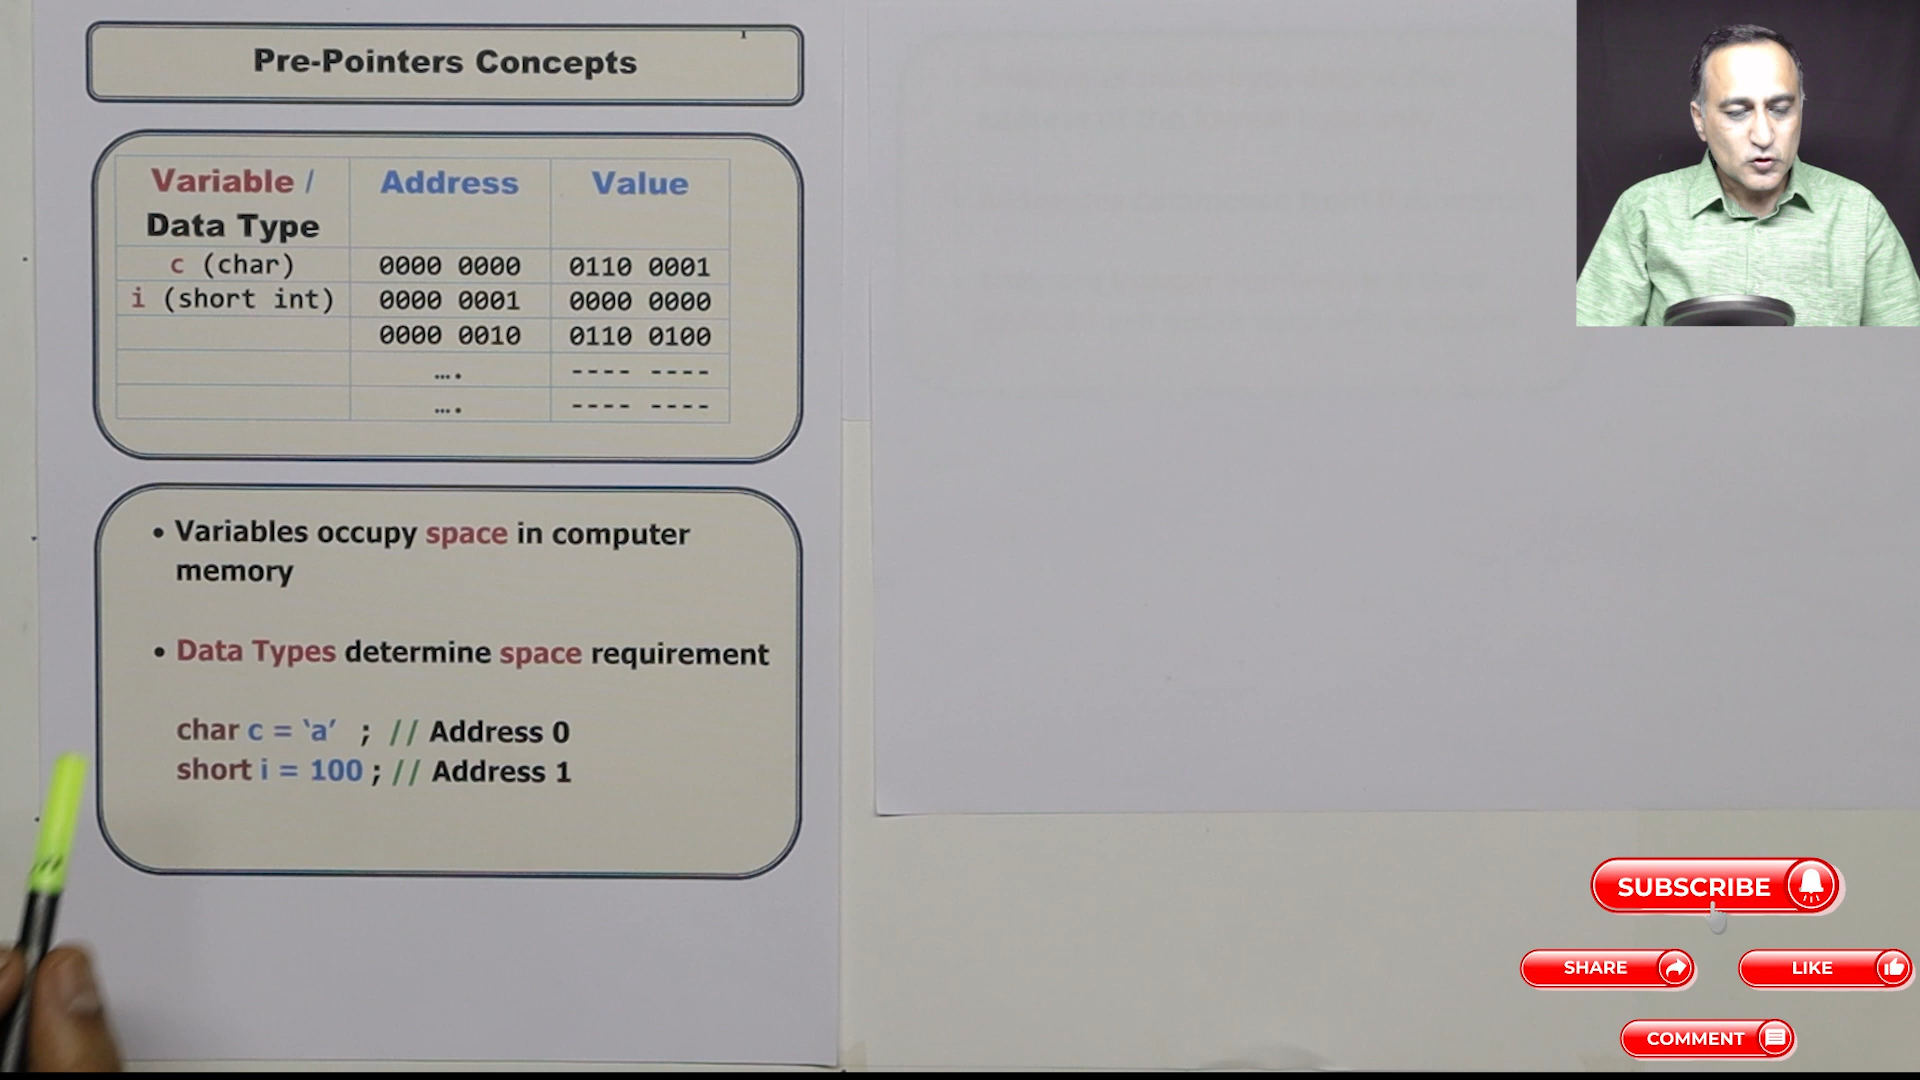 Pre-Pointers Concepts
Variable / Address Value
Data Type
c (char) 0000 0000 0110 0001
i (short int) 0000 0001 0000 0000
0000 0010 0110 0100
…. ---- ----
…. ---- ----
• Variables occupy space in computer
memory
• Data Types determine space requirement
char c = ‘a’ ; // Address 0
short i = 100 ; // Address 1
SUBSCRIBE
SHARE
LIKE
COMMENT